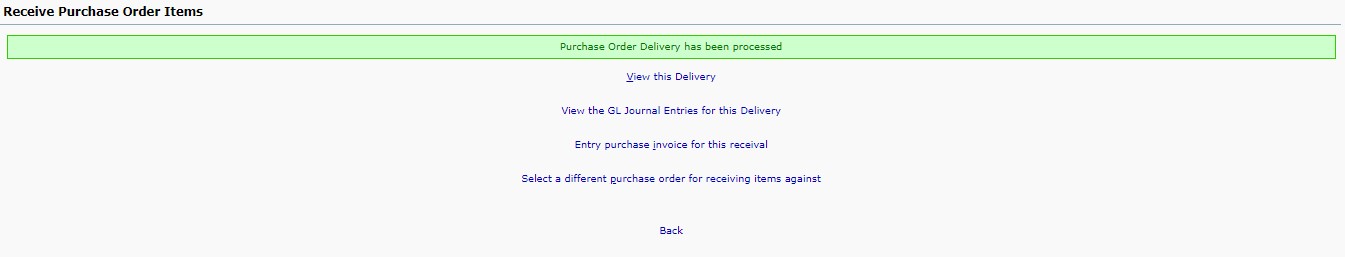 Receive Purchase Order Items
Purchase Order Delivery has been processed
View this Delivery
View the GL Journal Entries for this Delivery
Entry purchase invoice for this receival
Select a different purchase order for receiving items against
Back